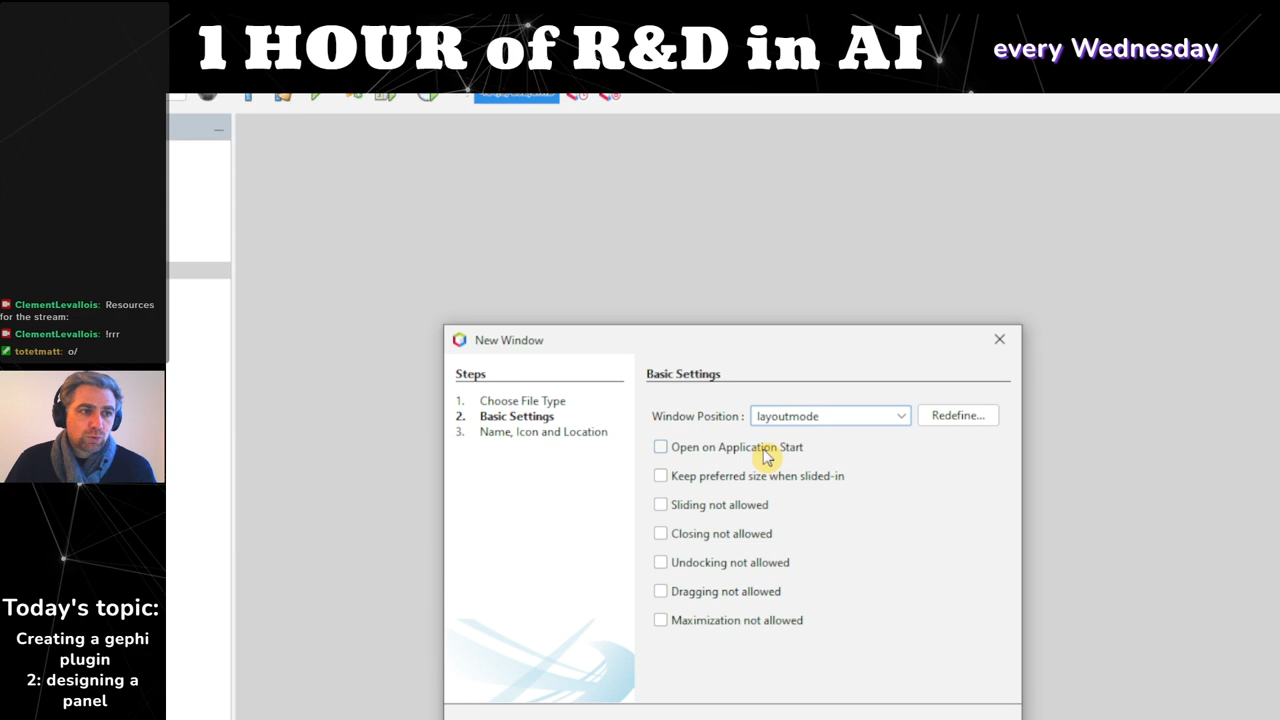 1 HOUR of R&D in AI
every Wednesday
ClementLevallois: Resources
for the stream:
ClementLevallois: !rrr
totetmatt: o/
Today's topic:
Creating a gephi
plugin
2: designing a
panel
New Window
Steps
1. Choose File Type
2. Basic Settings
3. Name, Icon and Location
Basic Settings
Window Position : layoutmode Redefine...
Open on Application Start
Keep preferred size when slided-in
Sliding not allowed
Closing not allowed
Undocking not allowed
Dragging not allowed
Maximization not allowed